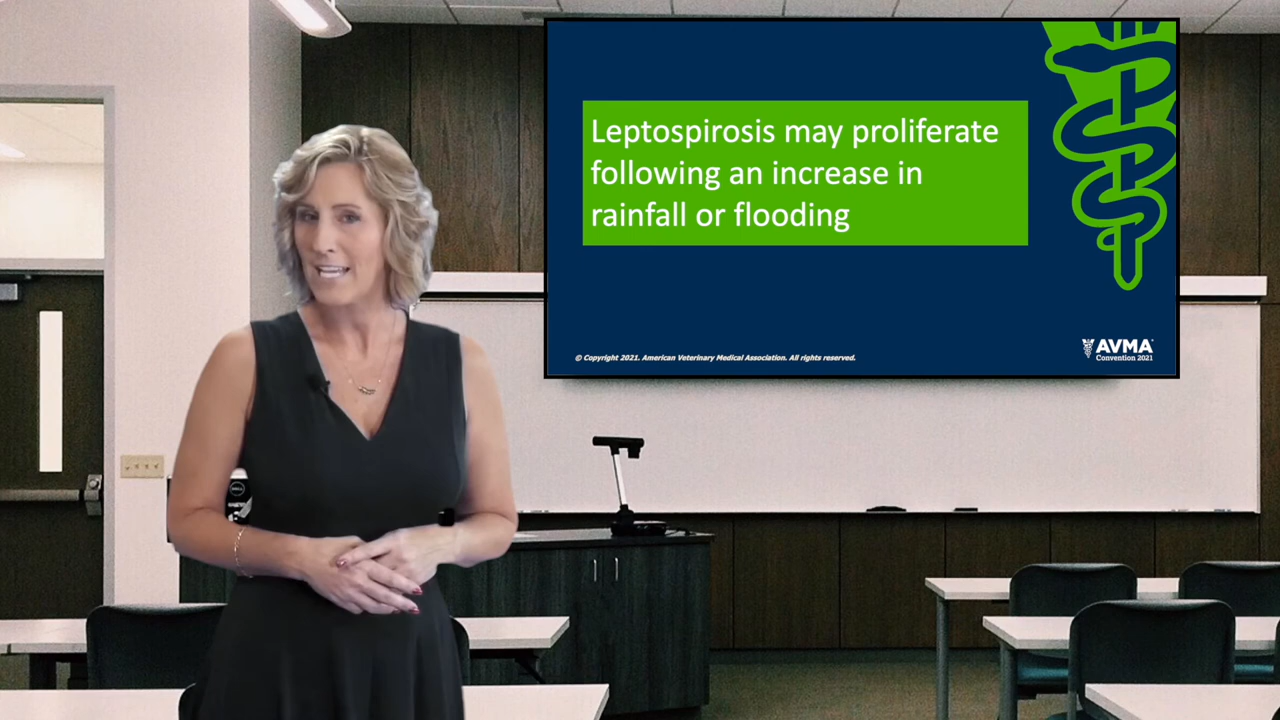 Leptospirosis may proliferate
following an increase in
rainfall or flooding
© Copyright 2021. American Veterinary Medical Association. All rights reserved.
AVMA
Convention 2021
DELL